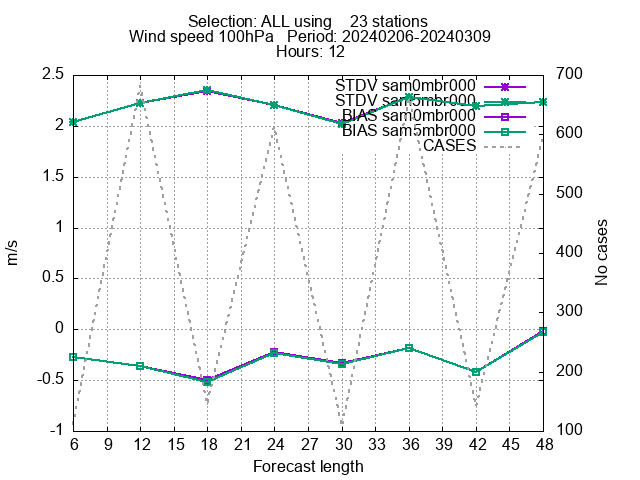 Selection: ALL using    23 stations
Wind speed 100hPa   Period: 20240206-20240309
Hours: 12
STDV sam0mbr000
STDV sam5mbr000
BIAS sam0mbr000
BIAS sam5mbr000
CASES
2.5
2
1.5
1
0.5
0
-0.5
-1
m/s
700
600
500
400
300
200
100
No cases
6 9 12 15 18 21 24 27 30 33 36 39 42 45 48
Forecast length